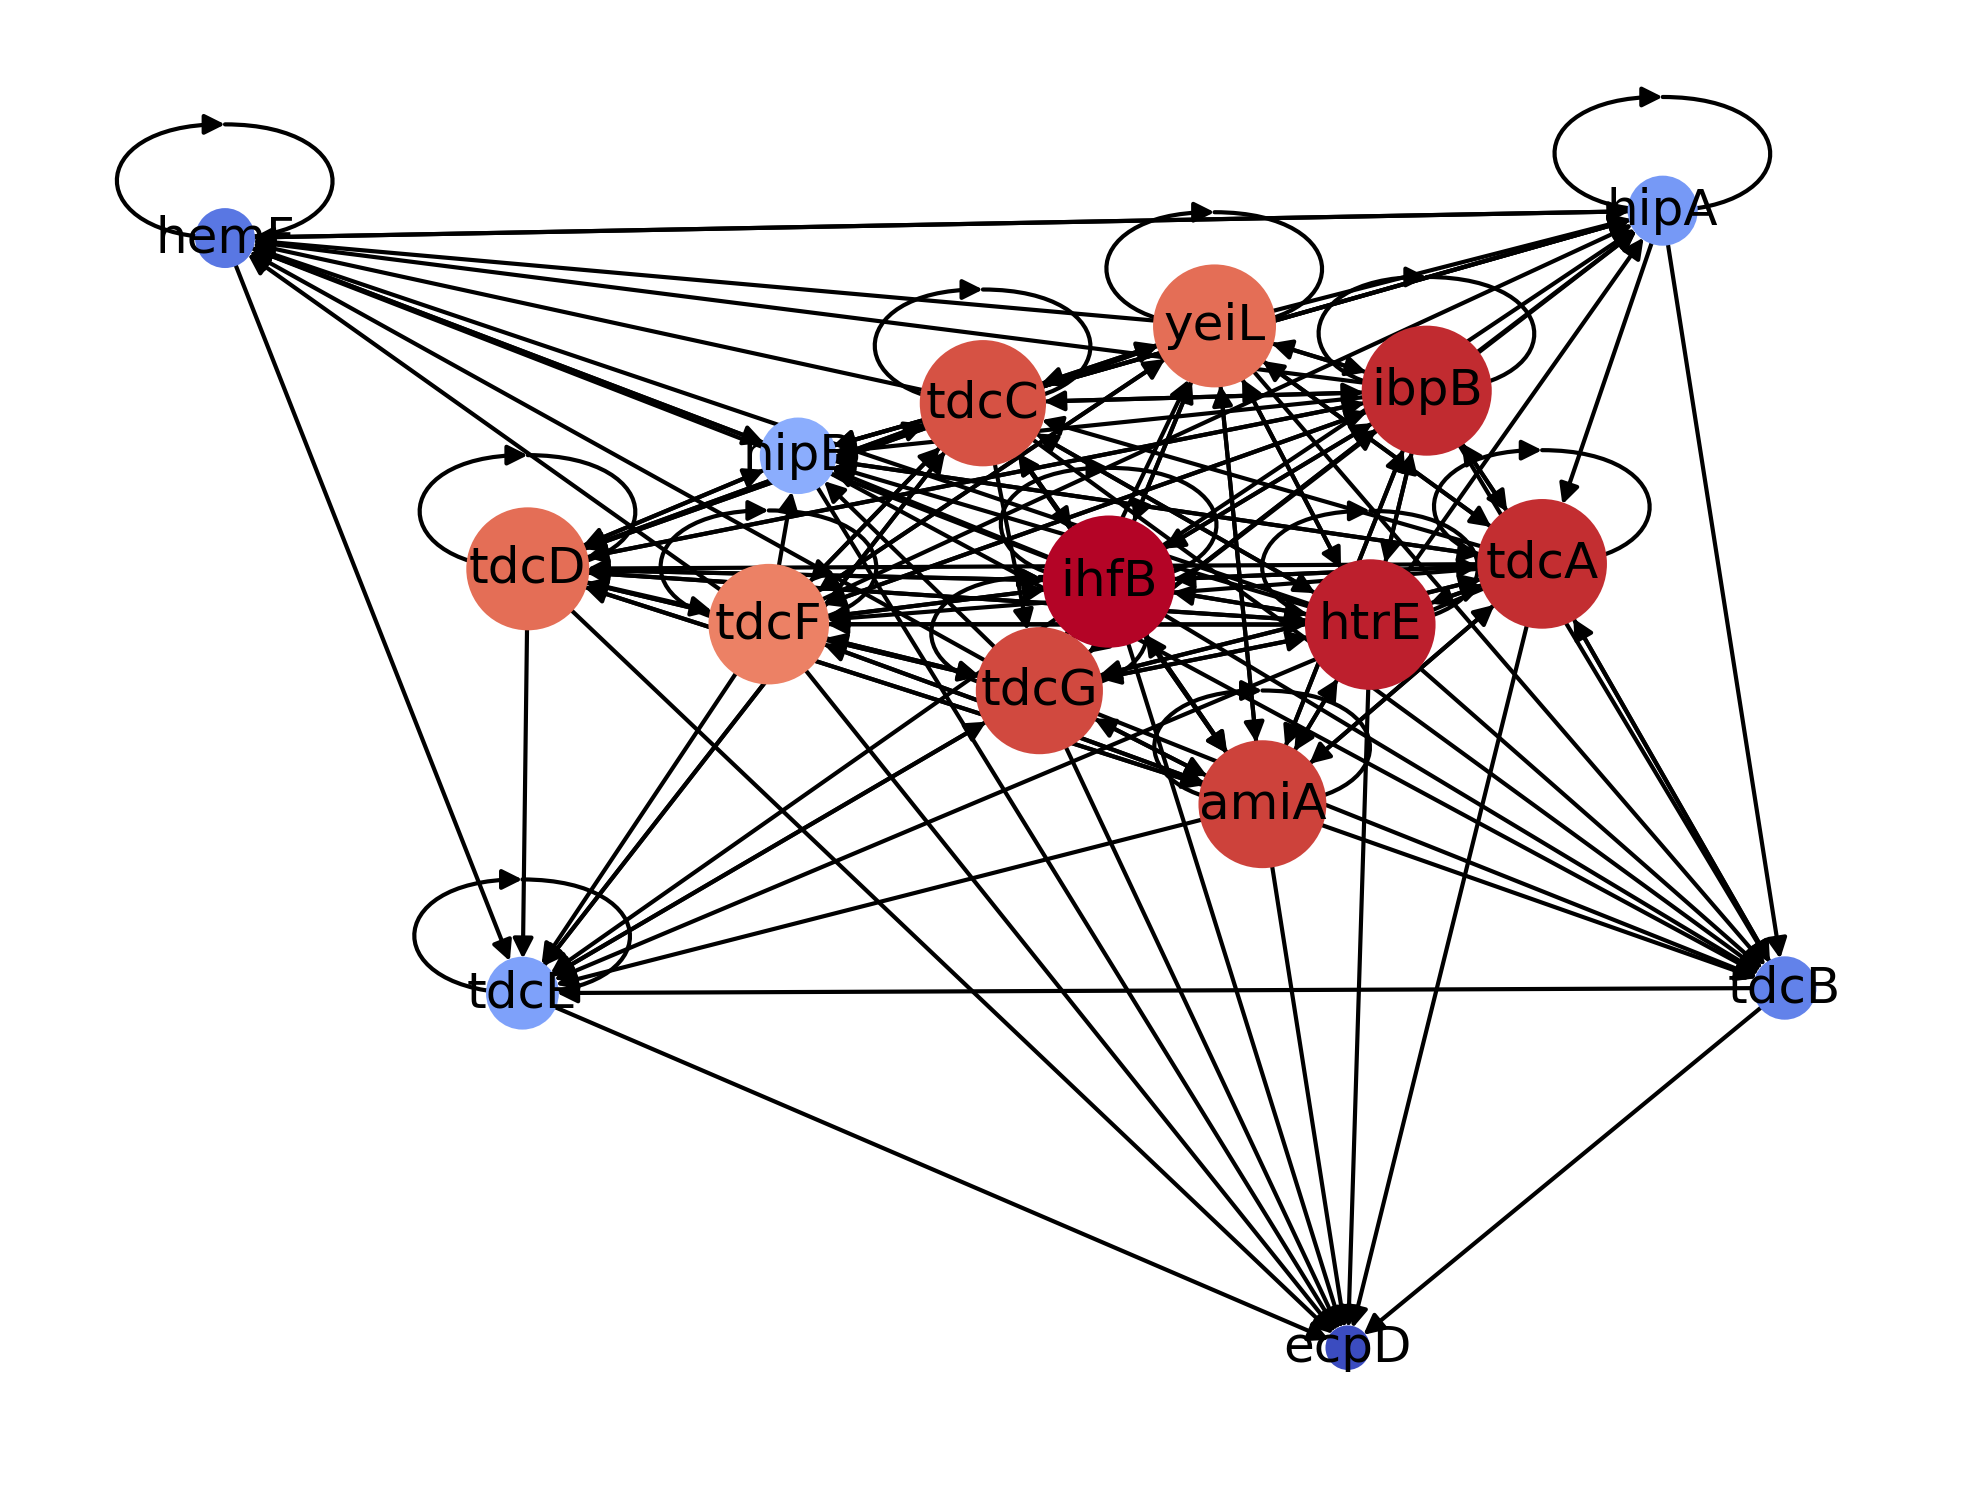 hemF
hipA
yeiL
ibpB
tdcC
hipB
tdcA
tdcD
ihfB
tdcF
htrE
tdcG
amiA
tdcE
tdcB
ecpD